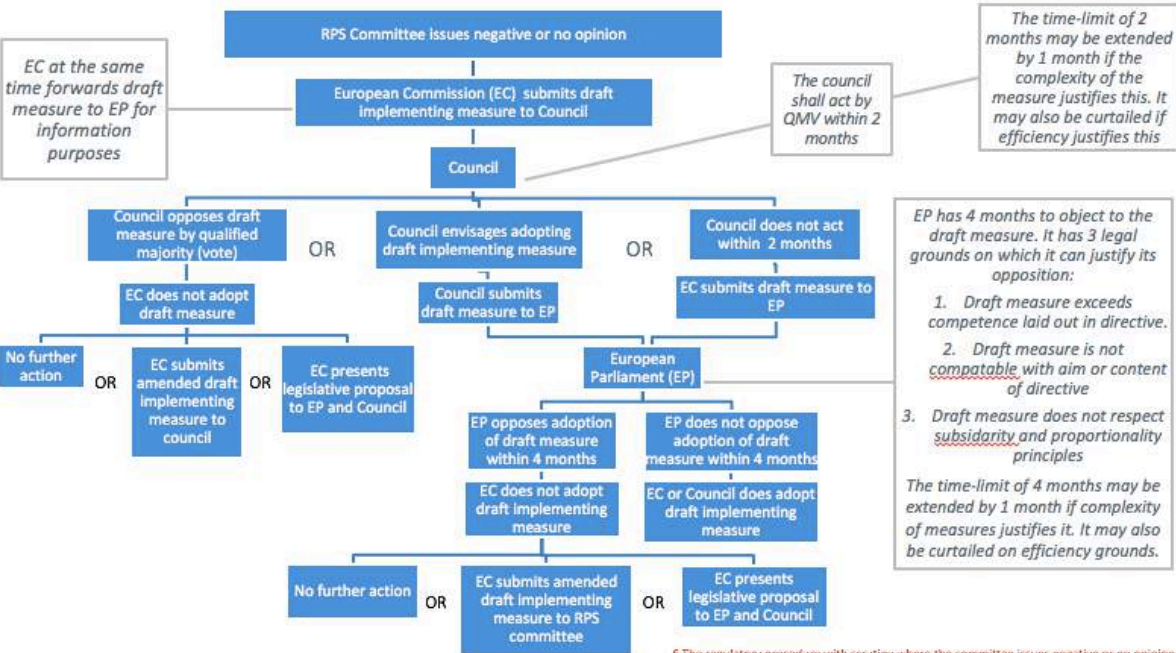 RPS Committee issues negative or no opinion
EC at the same
time forwards draft
measure to EP for
information
purposes
European Commission (EC) submits draft
implementing measure to Council
The council
shall act by
QMV within 2
months
The time-limit of 2
months may be extended
by 1 month if the
complexity of the
measure justifies this. It
may also be curtailed if
efficiency justifies this
Council
Council opposes draft
measure by qualified
majority (vote)
OR
Council envisages adopting
draft implementing measure
OR
Council does not act
within 2 months
EC does not adopt
draft measure
Council submits
draft measure to EP
EC submits draft measure to
EP
No further
action
OR
EC submits
amended draft
implementing
measure to
council
OR
EC presents
legislative proposal
to EP and Council
European
Parliament (EP)
EP has 4 months to object to the
draft measure. It has 3 legal
grounds on which it can justify its
opposition:
1. Draft measure exceeds
competence laid out in directive.
2. Draft measure is not
compatable with aim or content
of directive
3. Draft measure does not respect
subsidarity and proportionality
principles
The time-limit of 4 months may be
extended by 1 month if complexity
of measures justifies it. It may also
be curtailed on efficiency grounds.
EP opposes adoption
of draft measure
within 4 months
EP does not oppose
adoption of draft
measure within 4 months
EC does not adopt
draft implementing
measure
EC or Council does adopt
draft implementing
measure
No further action
OR
EC submits amended
draft implementing
measure to RPS
committee
OR
EC presents
legislative proposal
to EP and Council